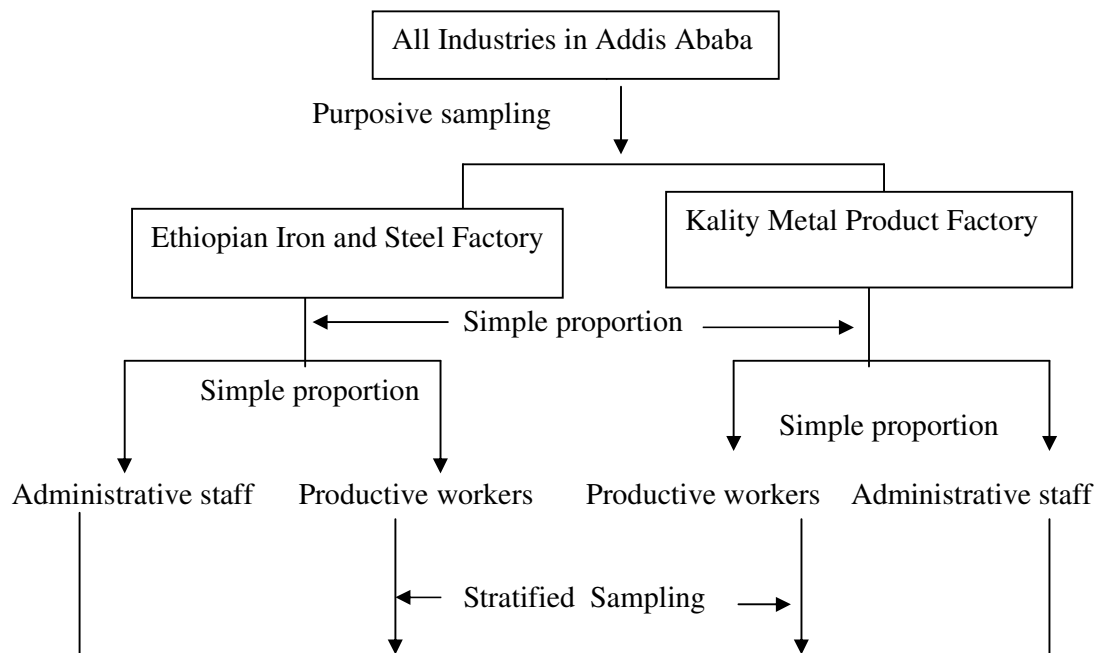 All Industries in Addis Ababa
Purposive sampling
Ethiopian Iron and Steel Factory
Kality Metal Product Factory
Simple proportion
Simple proportion
Simple proportion
Administrative staff
Productive workers
Productive workers
Administrative staff
Stratified Sampling